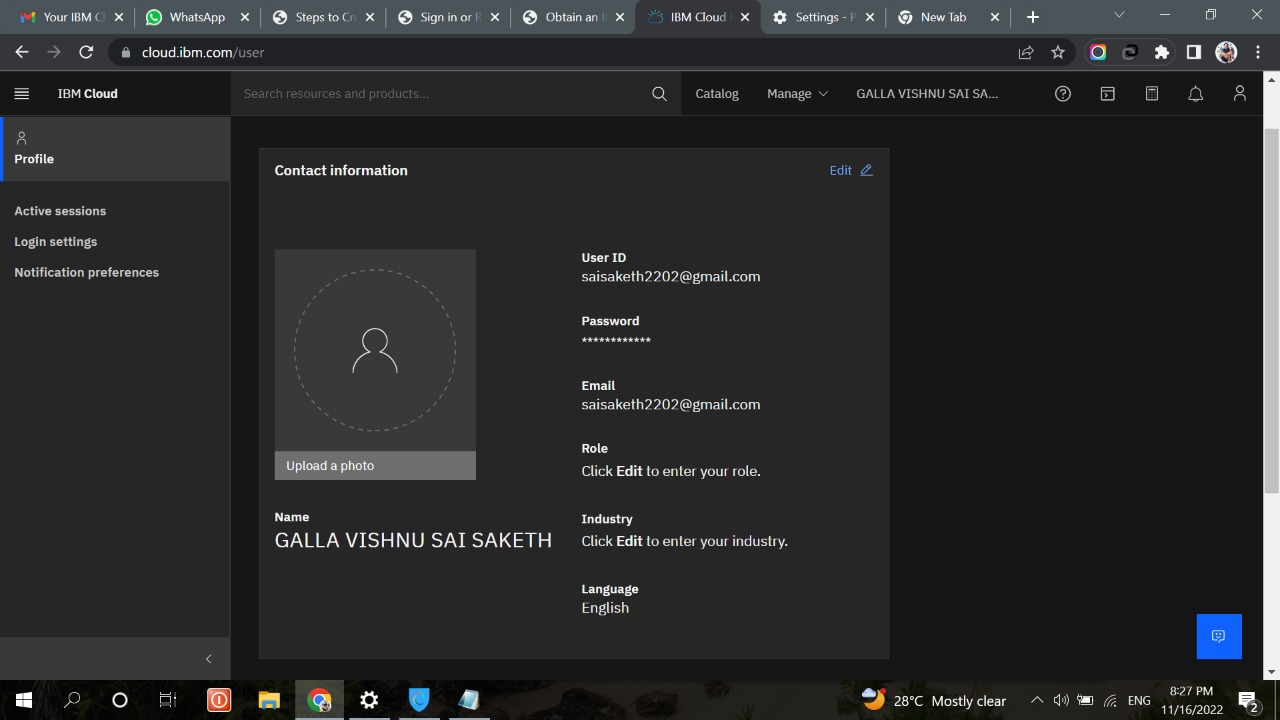 Your IBM Cl
WhatsApp
Steps to Cre
Sign in or R
Obtain an I
IBM Cloud
Settings - P
New Tab
cloud.ibm.com/user
IBM Cloud
Search resources and products...
Catalog
Manage
GALLA VISHNU SAI SA...
Profile
Active sessions
Login settings
Notification preferences
Contact information
Edit
Upload a photo
Name
GALLA VISHNU SAI SAKETH
User ID
saisaketh2202@gmail.com
Password
************
Email
saisaketh2202@gmail.com
Role
Click Edit to enter your role.
Industry
Click Edit to enter your industry.
Language
English
28°C Mostly clear
ENG
8:27 PM
11/16/2022
2